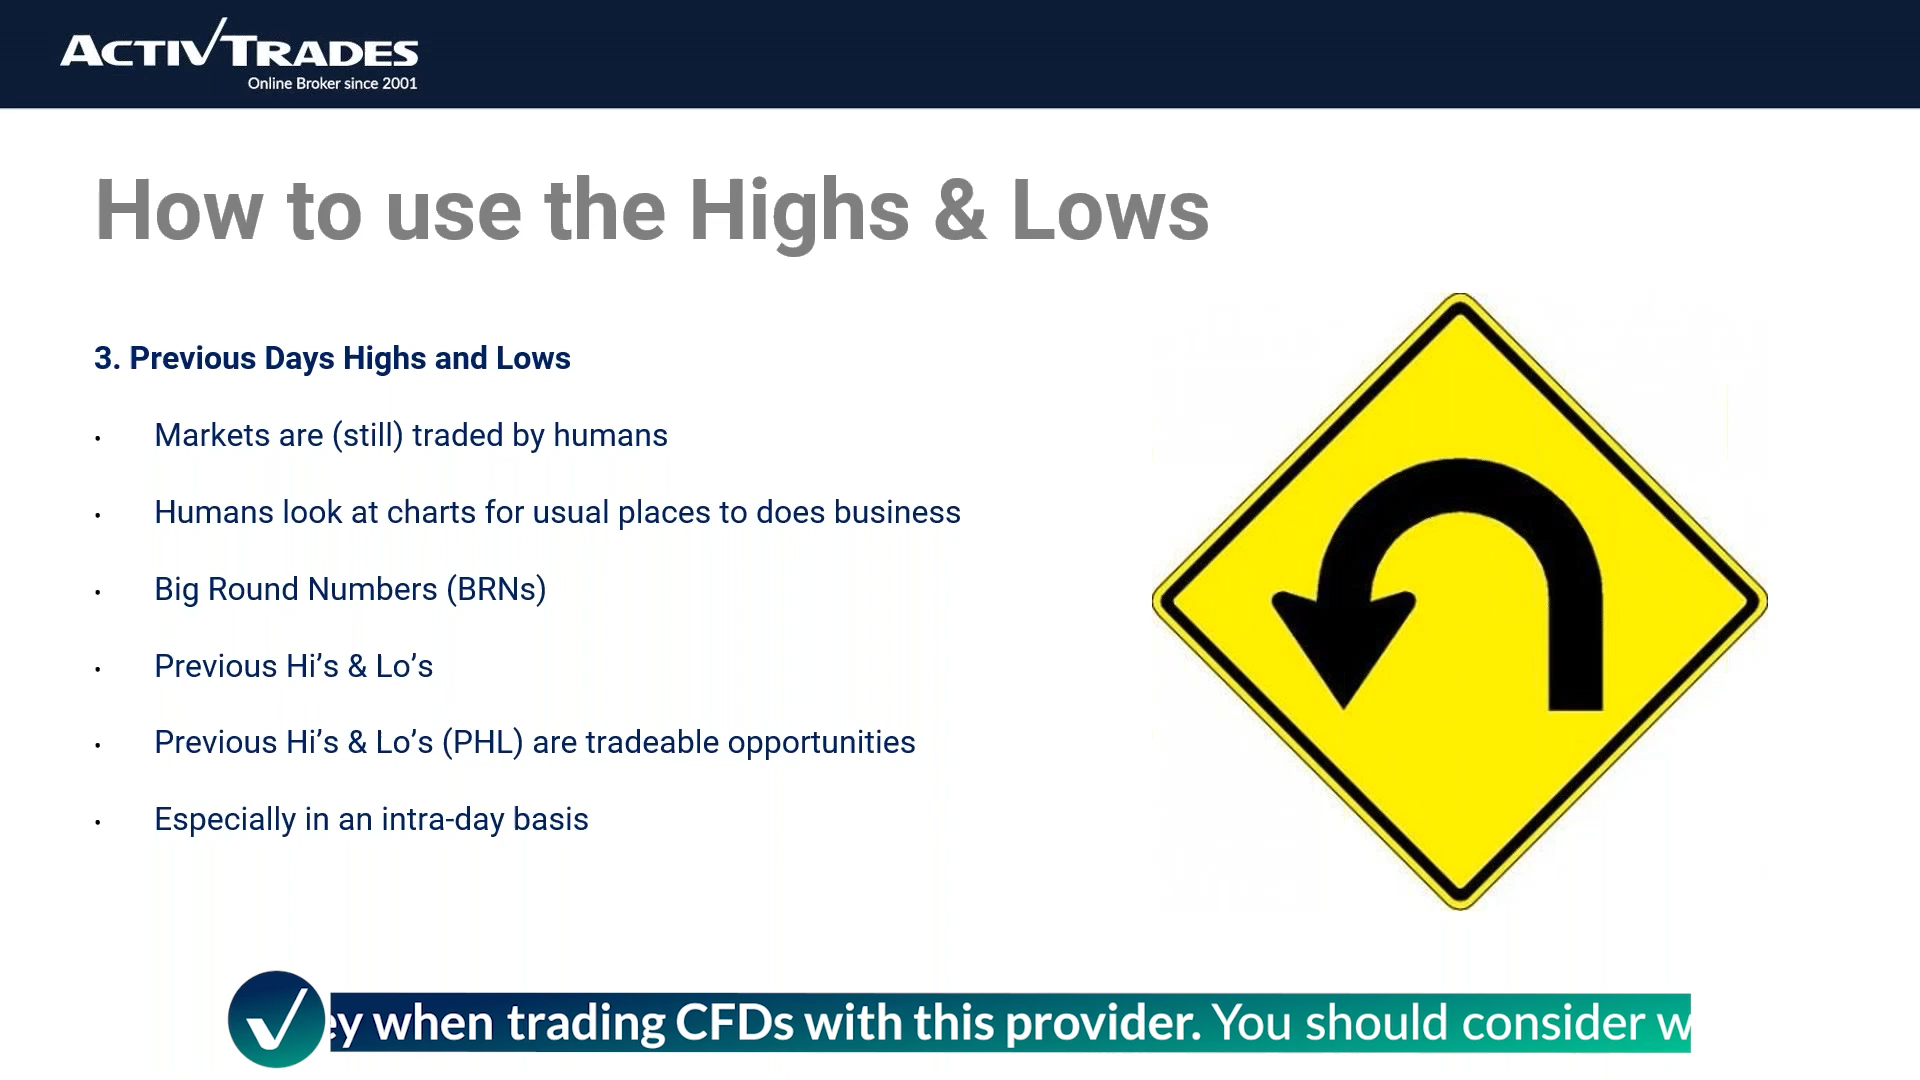 ACTIVTRADES
Online Broker since 2001
How to use the Highs & Lows
3. Previous Days Highs and Lows
• Markets are (still) traded by humans
• Humans look at charts for usual places to does business
• Big Round Numbers (BRNs)
• Previous Hi’s & Lo’s
• Previous Hi’s & Lo’s (PHL) are tradeable opportunities
• Especially in an intra-day basis
ey when trading CFDs with this provider. You should consider w